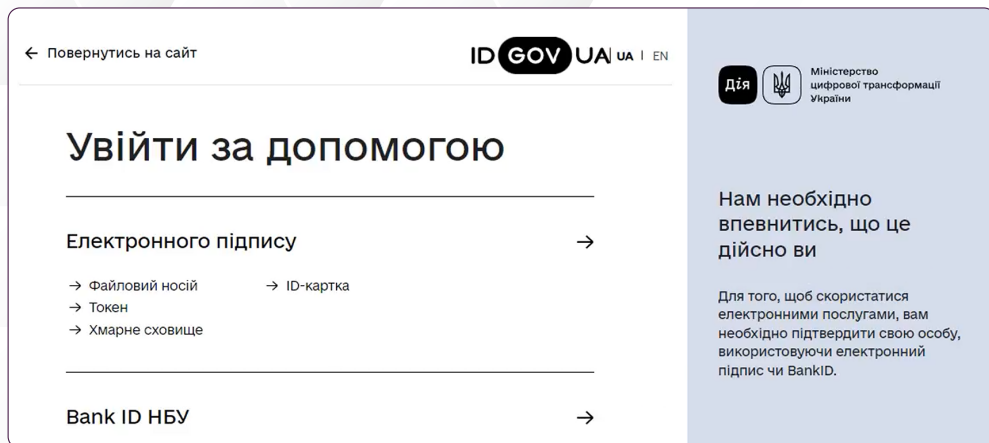 ← Повернутись на сайт
ID GOV UA
UA | EN
Дія
Міністерство
цифрової трансформації
України
Увійти за допомогою
Електронного підпису →
→ Файловий носій
→ ID-картка
→ Токен
→ Хмарне сховище
Bank ID НБУ →
Нам необхідно
впевнитись, що це
дійсно ви
Для того, щоб скористатися
електронними послугами, вам
необхідно підтвердити свою особу,
використовуючи електронний
підпис чи BankID.